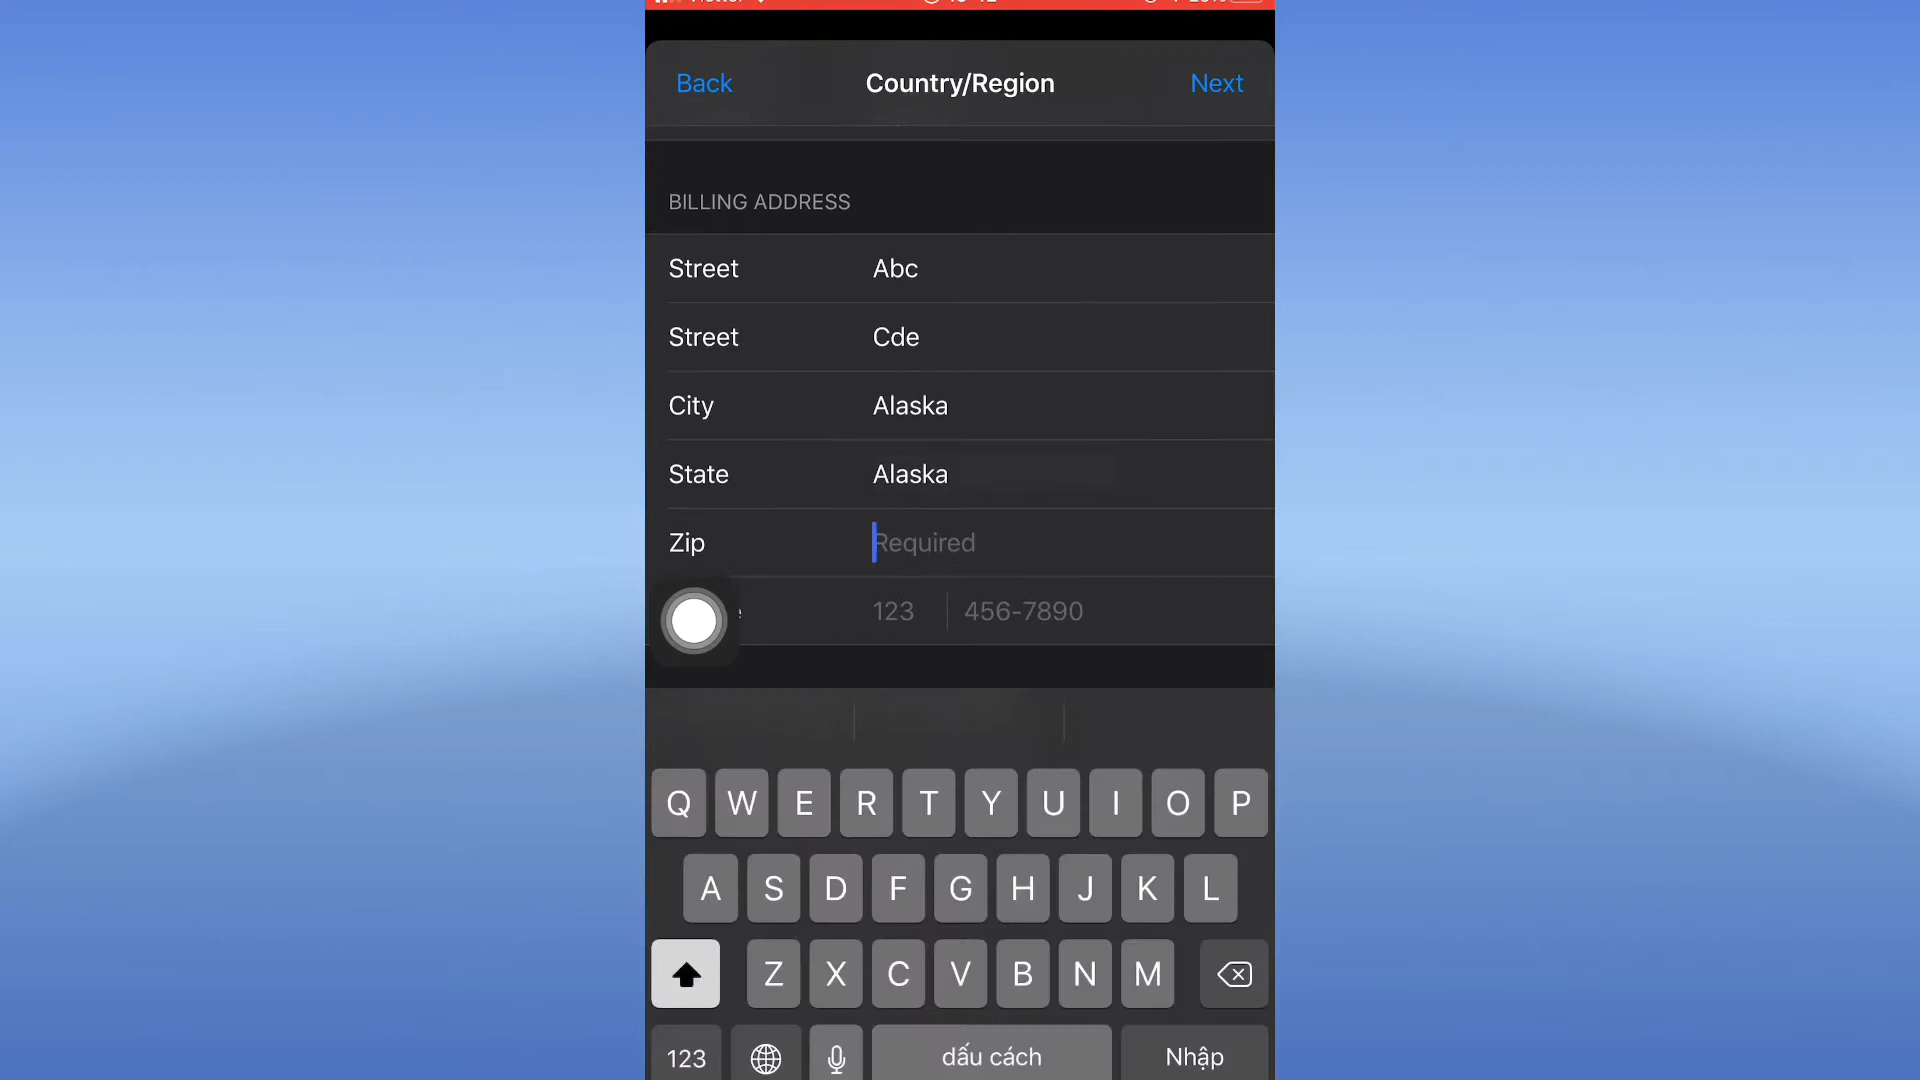 Back Country/Region Next
BILLING ADDRESS
Street Abc
Street Cde
City Alaska
State Alaska
Zip Required
123 456-7890
Q W E R T Y U I O P
A S D F G H J K L
Z X C V B N M
123 dấu cách Nhập